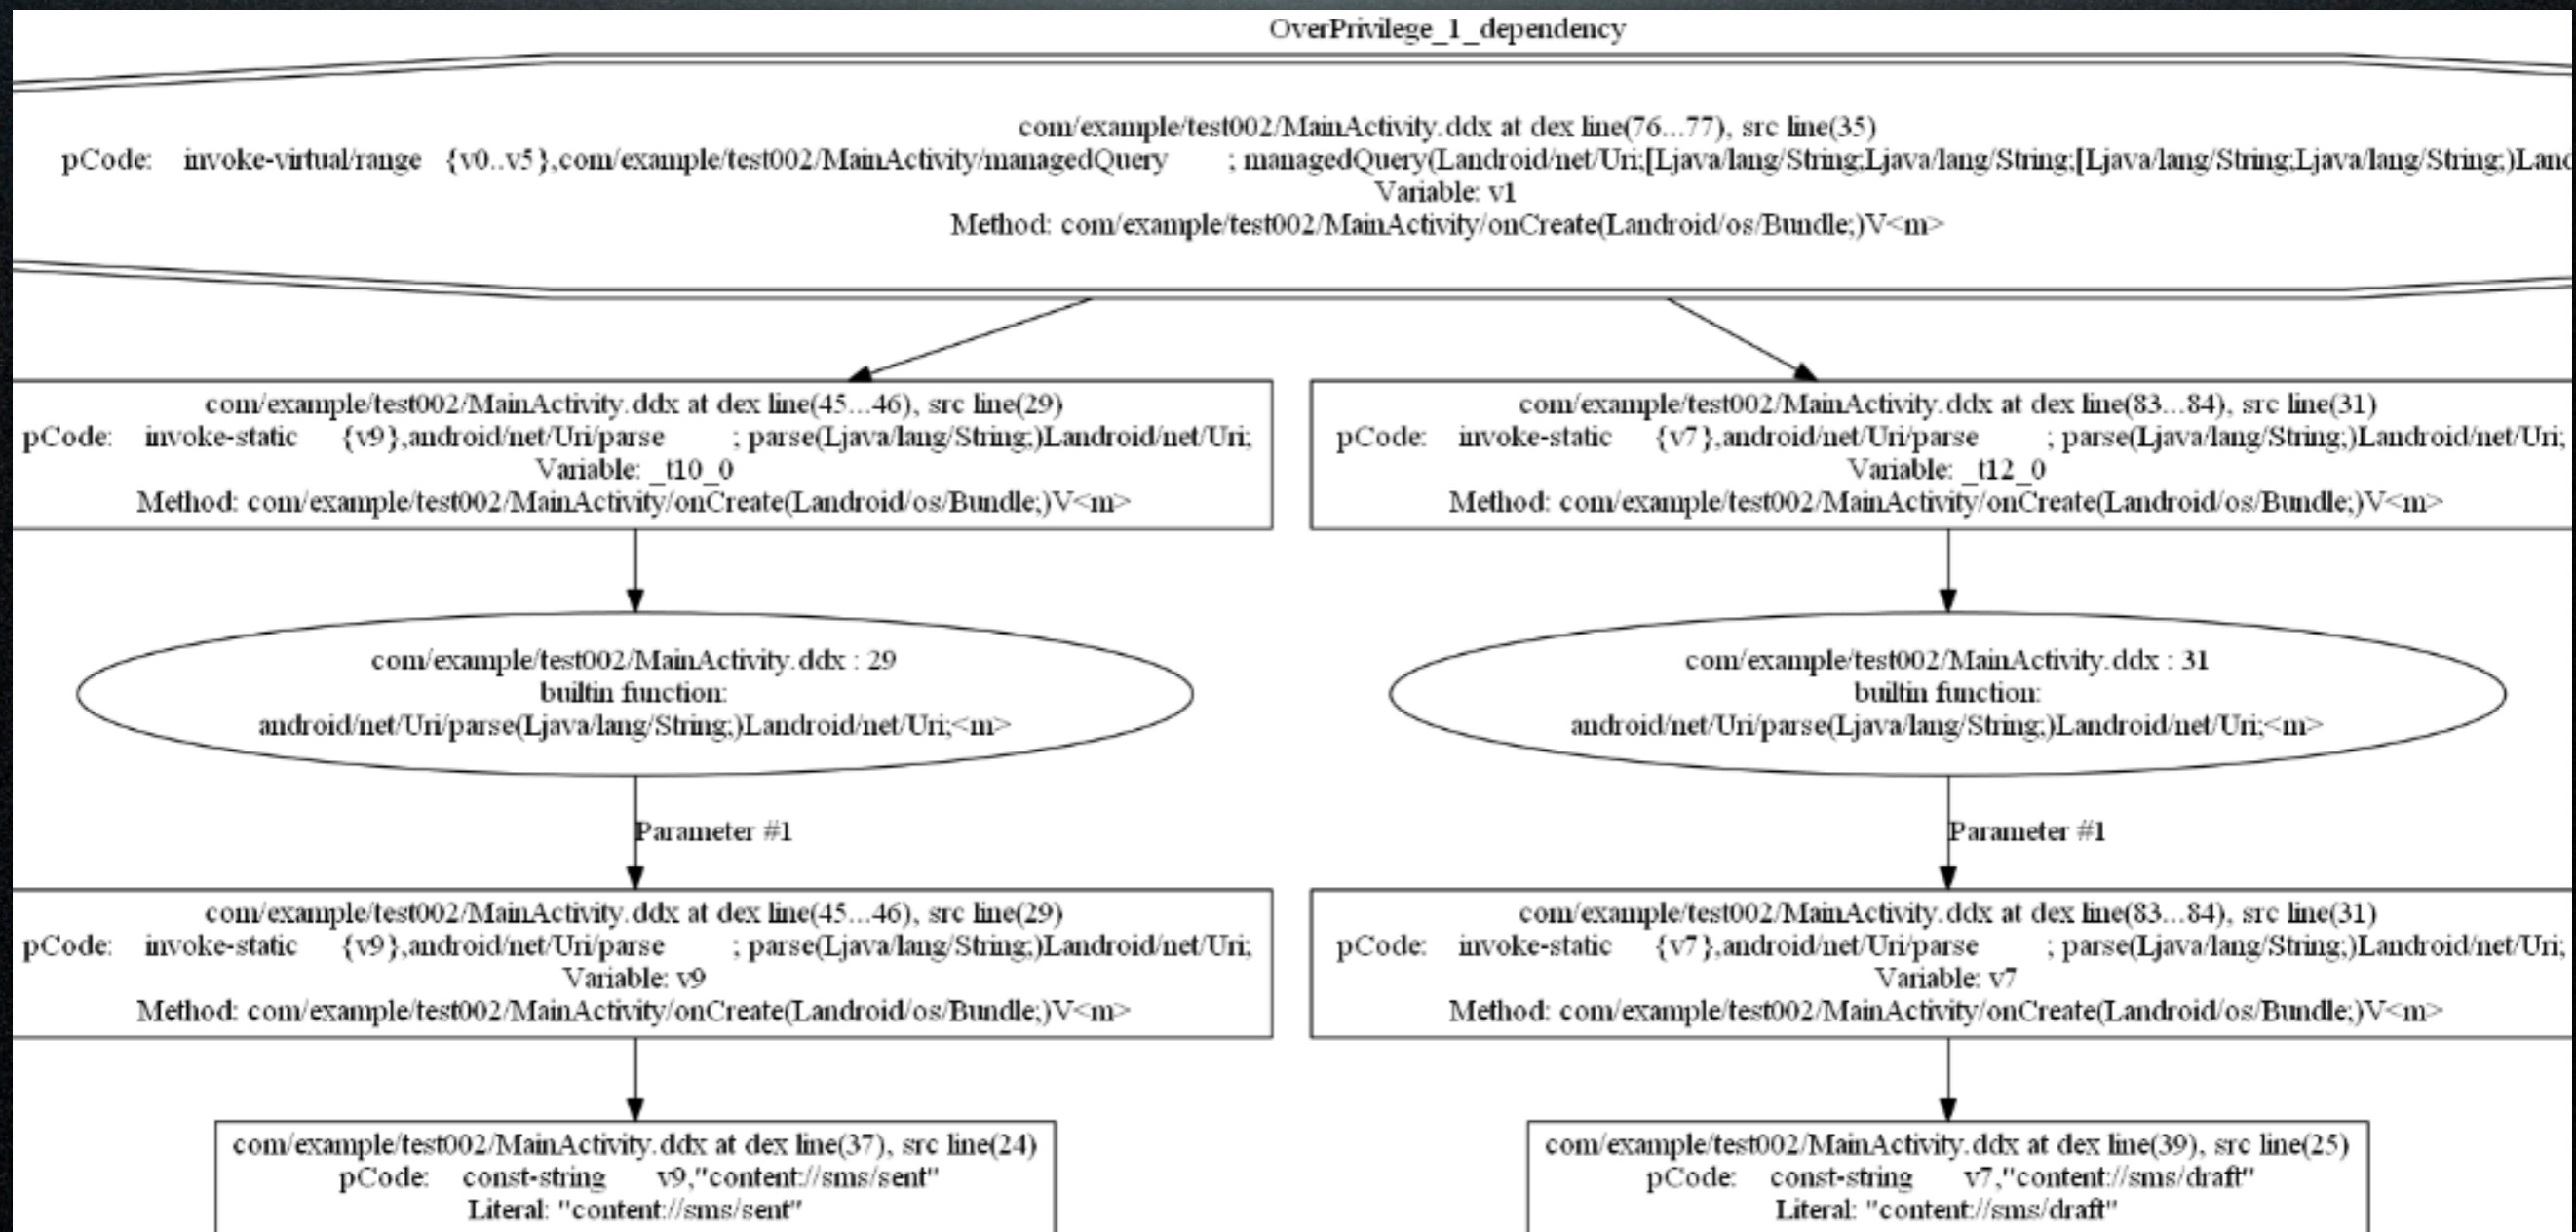 OverPrivilege_1_dependency
com/example/test002/MainActivity.ddx at dex line(76...77), src line(35)
pCode: invoke-virtual/range {v0..v5},com/example/test002/MainActivity/managedQuery ; managedQuery(Landroid/net/Uri;[Ljava/lang/String;Ljava/lang/String;[Ljava/lang/String;Ljava/lang/String;)Land
Variable: v1
Method: com/example/test002/MainActivity/onCreate(Landroid/os/Bundle;)V<m>
com/example/test002/MainActivity.ddx at dex line(45...46), src line(29)
pCode: invoke-static {v9},android/net/Uri/parse ; parse(Ljava/lang/String;)Landroid/net/Uri;
Variable: _t10_0
Method: com/example/test002/MainActivity/onCreate(Landroid/os/Bundle;)V<m>
com/example/test002/MainActivity.ddx at dex line(83...84), src line(31)
pCode: invoke-static {v7},android/net/Uri/parse ; parse(Ljava/lang/String;)Landroid/net/Uri;
Variable: _t12_0
Method: com/example/test002/MainActivity/onCreate(Landroid/os/Bundle;)V<m>
com/example/test002/MainActivity.ddx : 29
builtin function:
android/net/Uri/parse(Ljava/lang/String;)Landroid/net/Uri;<m>
com/example/test002/MainActivity.ddx : 31
builtin function:
android/net/Uri/parse(Ljava/lang/String;)Landroid/net/Uri;<m>
Parameter #1
Parameter #1
com/example/test002/MainActivity.ddx at dex line(45...46), src line(29)
pCode: invoke-static {v9},android/net/Uri/parse ; parse(Ljava/lang/String;)Landroid/net/Uri;
Variable: v9
Method: com/example/test002/MainActivity/onCreate(Landroid/os/Bundle;)V<m>
com/example/test002/MainActivity.ddx at dex line(83...84), src line(31)
pCode: invoke-static {v7},android/net/Uri/parse ; parse(Ljava/lang/String;)Landroid/net/Uri;
Variable: v7
Method: com/example/test002/MainActivity/onCreate(Landroid/os/Bundle;)V<m>
com/example/test002/MainActivity.ddx at dex line(37), src line(24)
pCode: const-string v9,"content://sms/sent"
Literal: "content://sms/sent"
com/example/test002/MainActivity.ddx at dex line(39), src line(25)
pCode: const-string v7,"content://sms/draft"
Literal: "content://sms/draft"